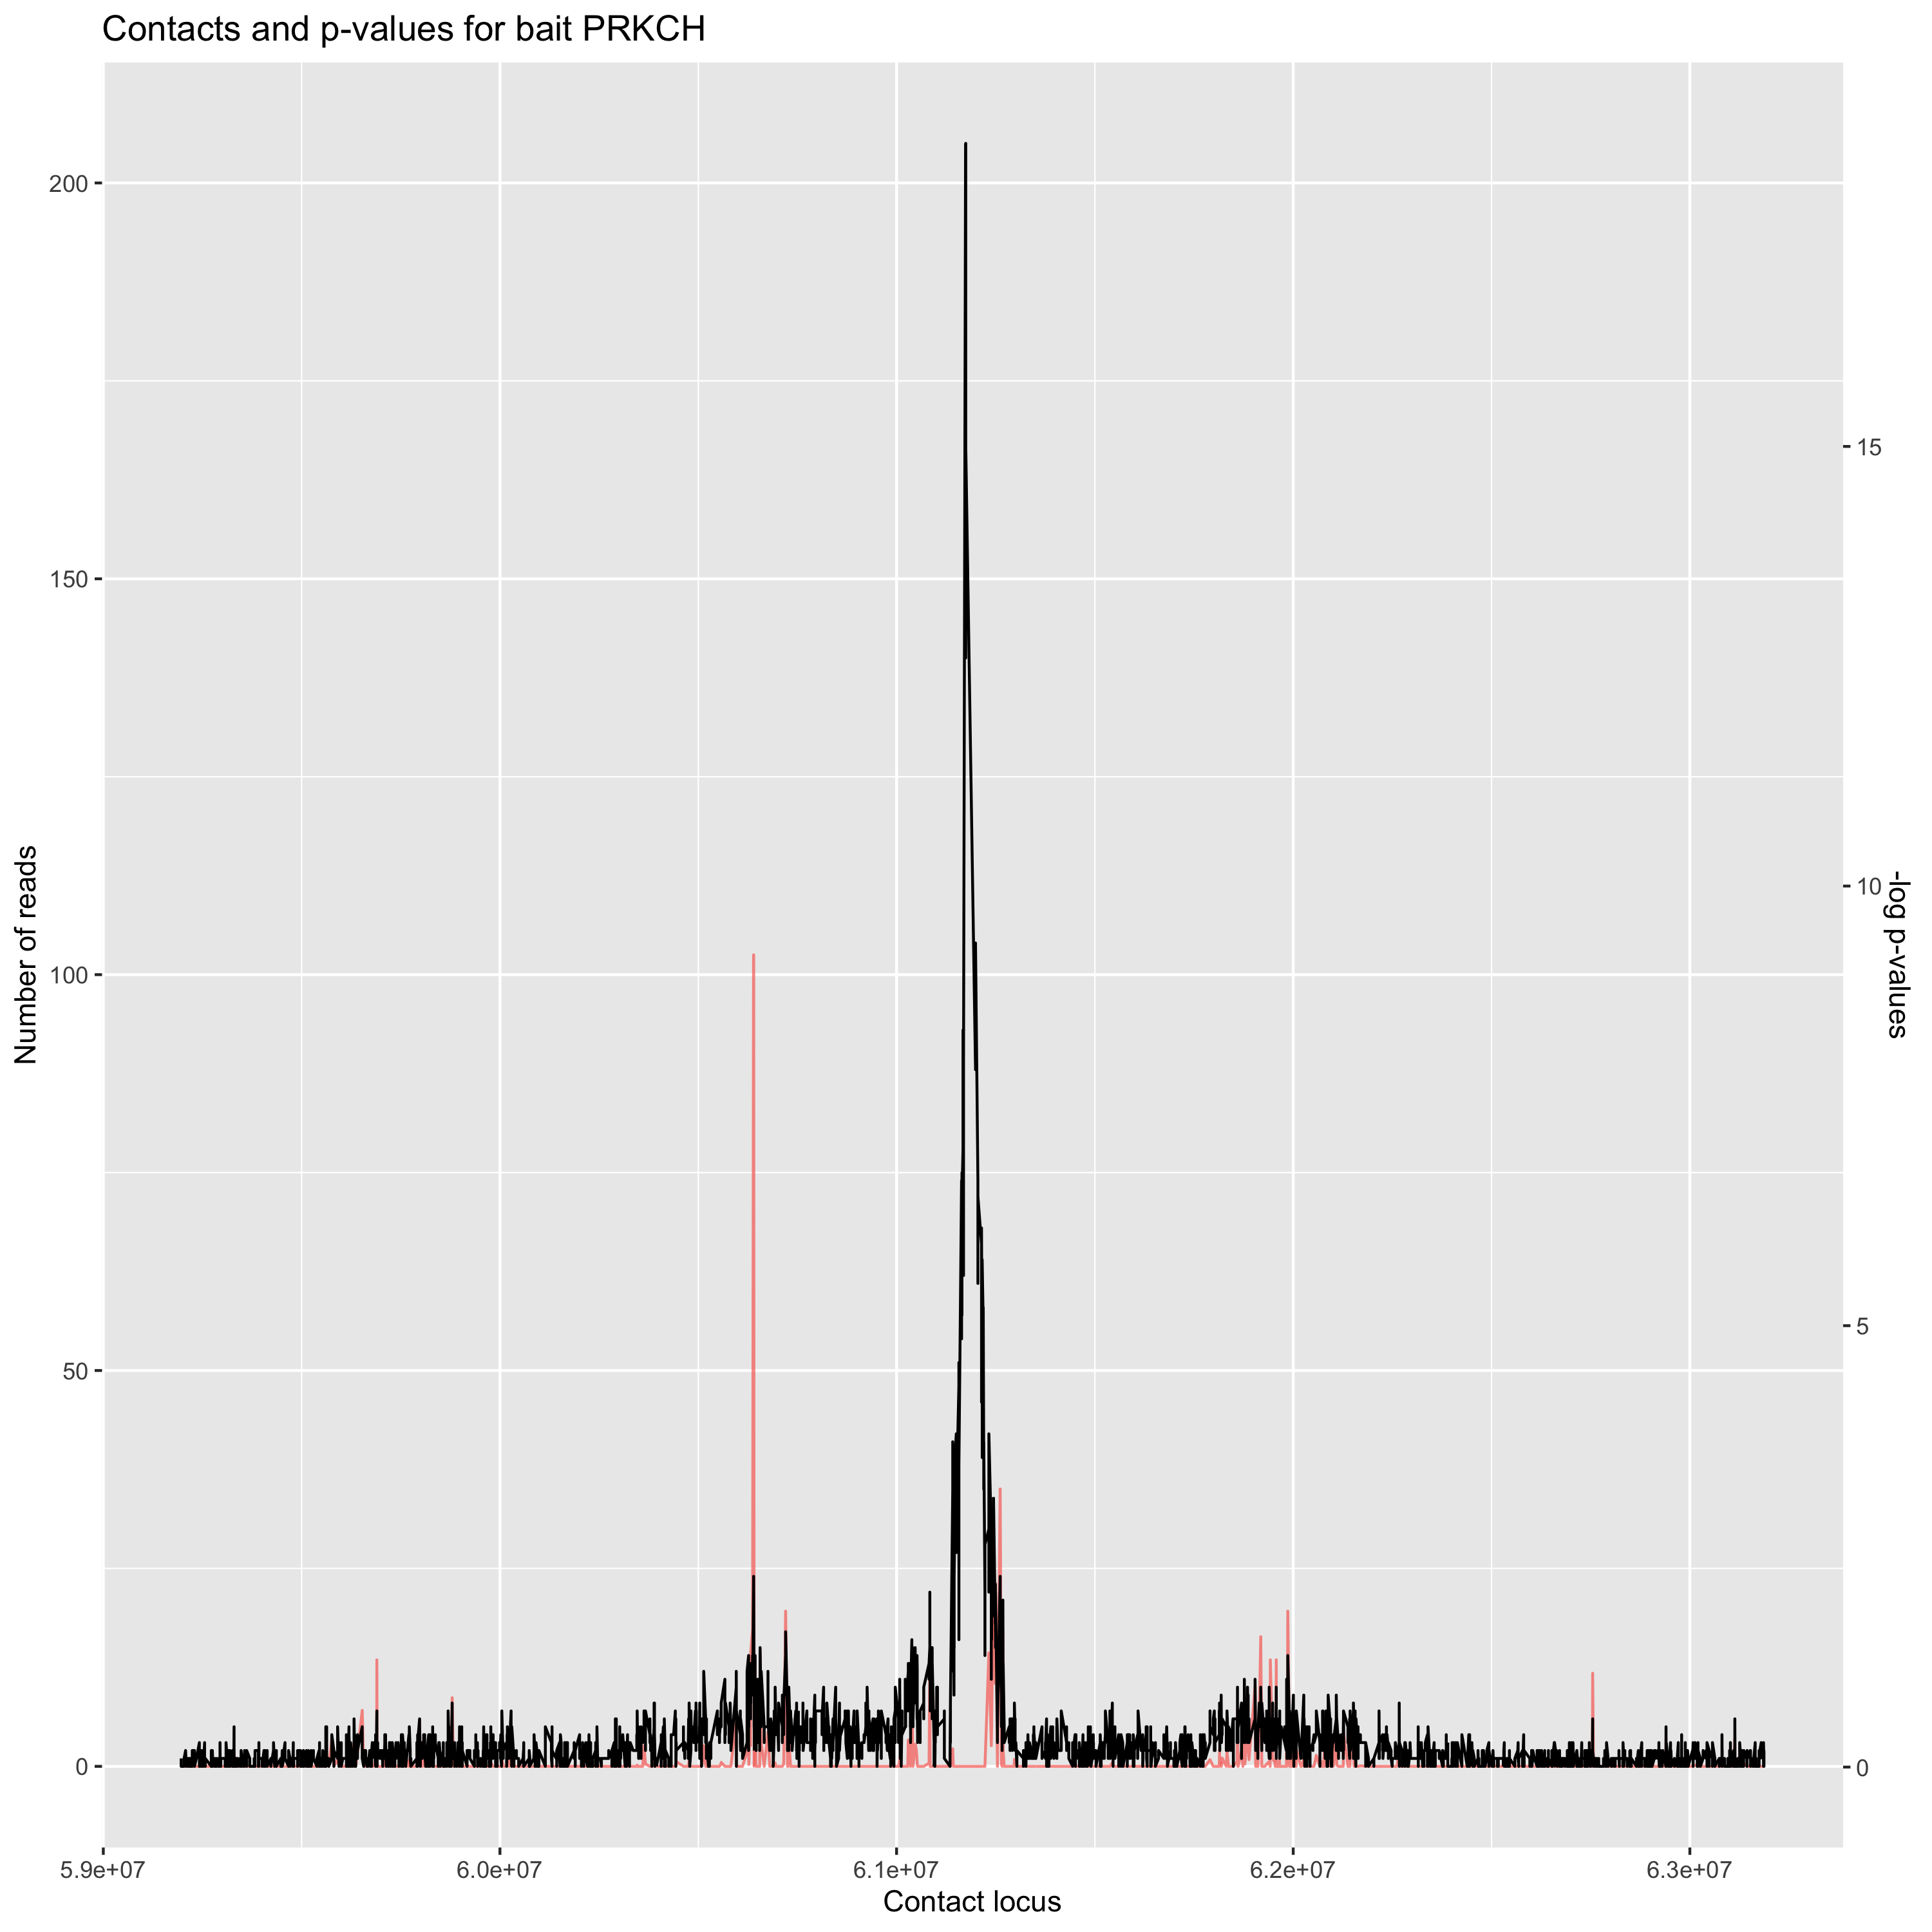 Contacts and p-values for bait PRKCH
200
150
100
50
0
Number of reads
15
10
5
0
-log p-values
5.9e+07 6.0e+07 6.1e+07 6.2e+07 6.3e+07
Contact locus